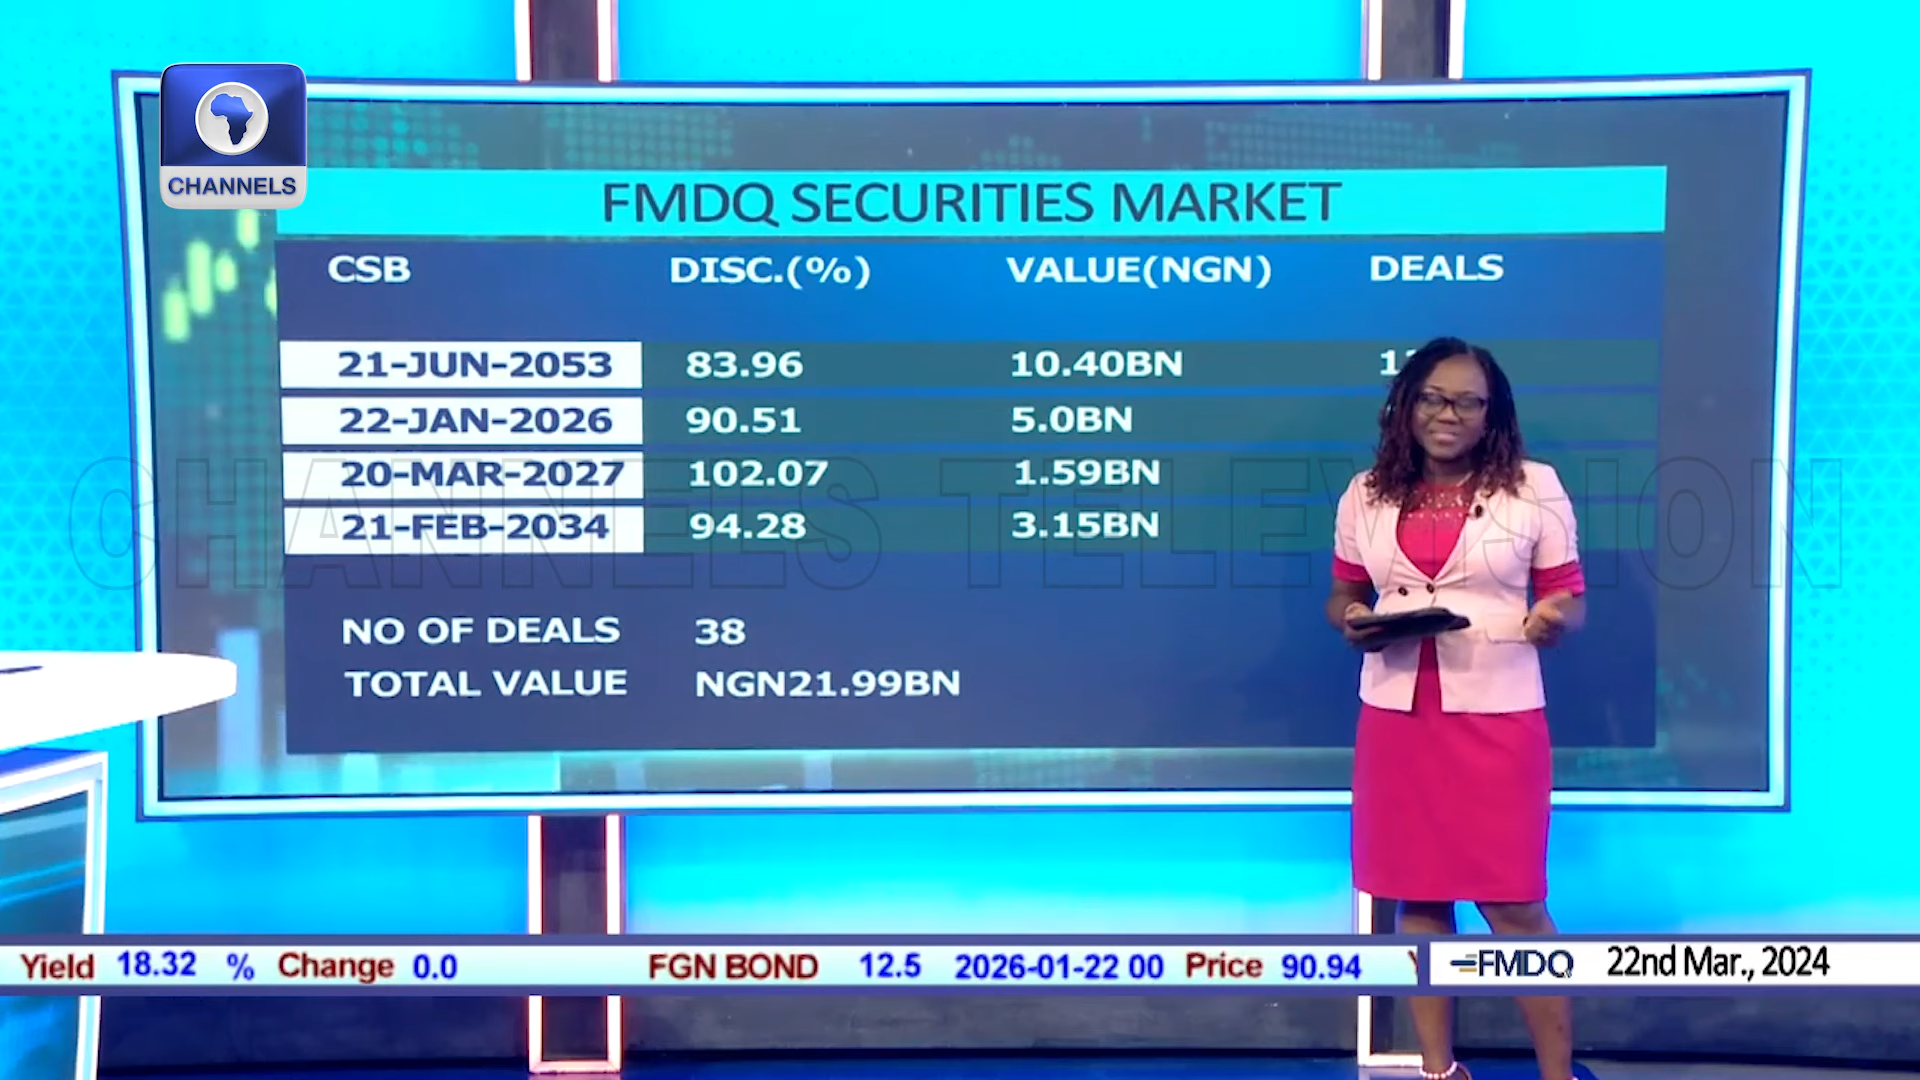 CHANNELS
FMDQ SECURITIES MARKET
CSB DISC.(%) VALUE(NGN) DEALS
21-JUN-2053 83.96 10.40BN
22-JAN-2026 90.51 5.0BN
20-MAR-2027 102.07 1.59BN
21-FEB-2034 94.28 3.15BN
CHANNELS TELEVISION
NO OF DEALS 38
TOTAL VALUE NGN21.99BN
Yield 18.32 % Change 0.0 FGN BOND 12.5 2026-01-22 00 Price 90.94 FMDQ 22nd Mar., 2024